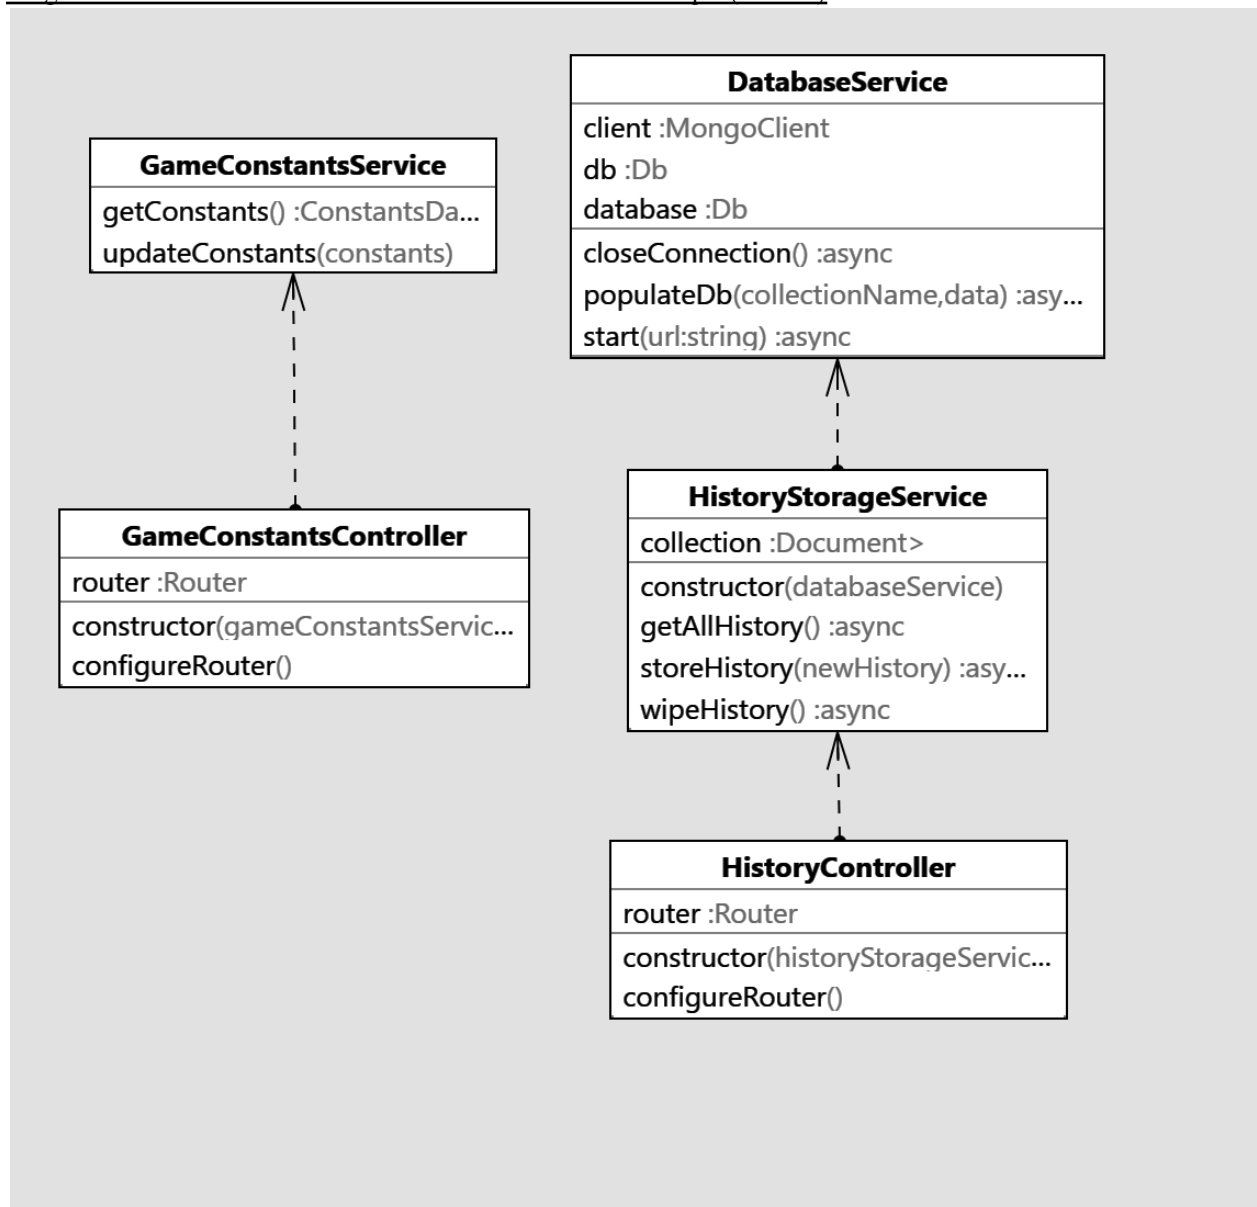 GameConstantsService
getConstants() :ConstantsDa...
updateConstants(constants)
DatabaseService
client :MongoClient
db :Db
database :Db
closeConnection() :async
populateDb(collectionName,data) :asy...
start(url:string) :async
GameConstantsController
router :Router
constructor(gameConstantsServic...
configureRouter()
HistoryStorageService
collection :Document>
constructor(databaseService)
getAllHistory() :async
storeHistory(newHistory) :asy...
wipeHistory() :async
HistoryController
router :Router
constructor(historyStorageServic...
configureRouter()